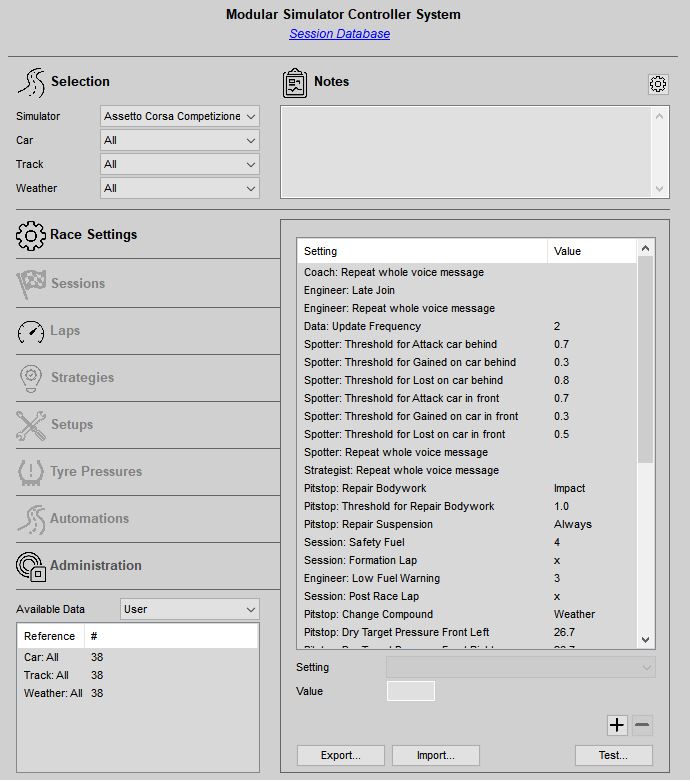 Modular Simulator Controller System
Session Database
Selection
Simulator Assetto Corsa Competizione
Car All
Track All
Weather All
Notes
Race Settings
Sessions
Laps
Strategies
Setups
Tyre Pressures
Automations
Administration
Available Data User
Reference #
Car: All 38
Track: All 38
Weather: All 38
Setting Value
Coach: Repeat whole voice message
Engineer: Late Join
Engineer: Repeat whole voice message
Data: Update Frequency 2
Spotter: Threshold for Attack car behind 0.7
Spotter: Threshold for Gained on car behind 0.3
Spotter: Threshold for Lost on car behind 0.8
Spotter: Threshold for Attack car in front 0.7
Spotter: Threshold for Gained on car in front 0.3
Spotter: Threshold for Lost on car in front 0.5
Spotter: Repeat whole voice message
Strategist: Repeat whole voice message
Pitstop: Repair Bodywork Impact
Pitstop: Threshold for Repair Bodywork 1.0
Pitstop: Repair Suspension Always
Session: Safety Fuel 4
Session: Formation Lap x
Engineer: Low Fuel Warning 3
Session: Post Race Lap x
Pitstop: Change Compound Weather
Pitstop: Dry Target Pressure Front Left 26.7
Setting
Value
Export... Import... Test...